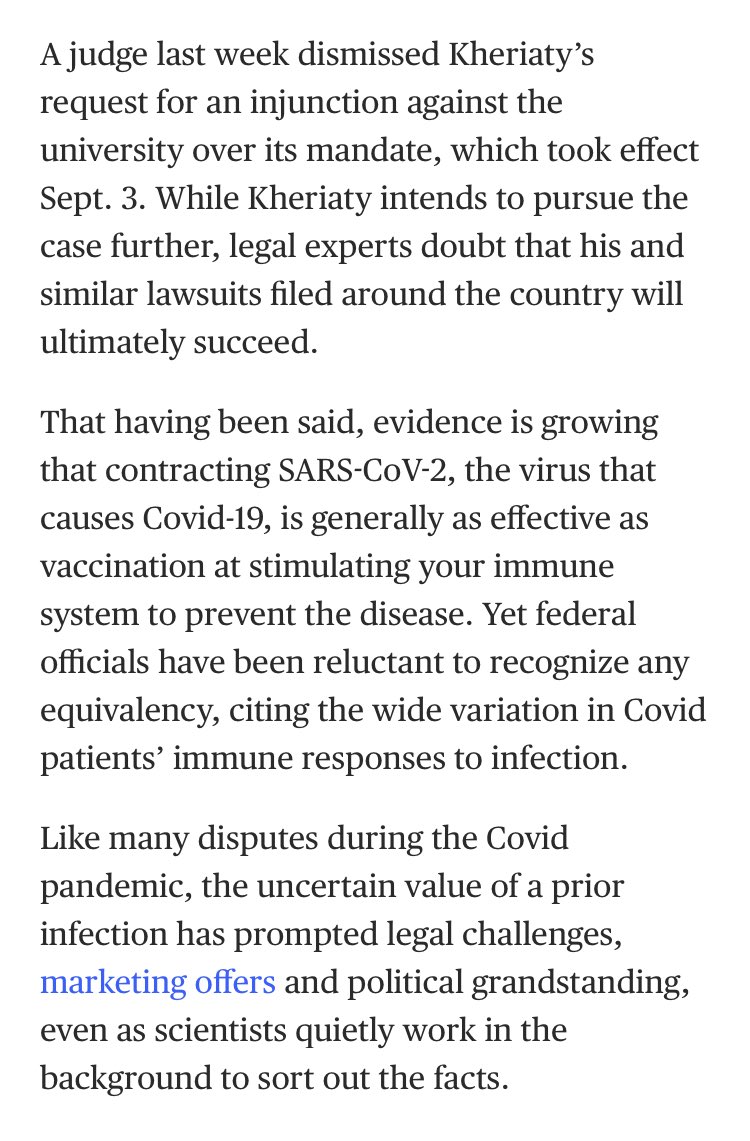 A judge last week dismissed Kheriaty’s
request for an injunction against the
university over its mandate, which took effect
Sept. 3. While Kheriaty intends to pursue the
case further, legal experts doubt that his and
similar lawsuits filed around the country will
ultimately succeed.
That having been said, evidence is growing
that contracting SARS-CoV-2, the virus that
causes Covid-19, is generally as effective as
vaccination at stimulating your immune
system to prevent the disease. Yet federal
officials have been reluctant to recognize any
equivalency, citing the wide variation in Covid
patients’ immune responses to infection.
Like many disputes during the Covid
pandemic, the uncertain value of a prior
infection has prompted legal challenges,
marketing offers and political grandstanding,
even as scientists quietly work in the
background to sort out the facts.